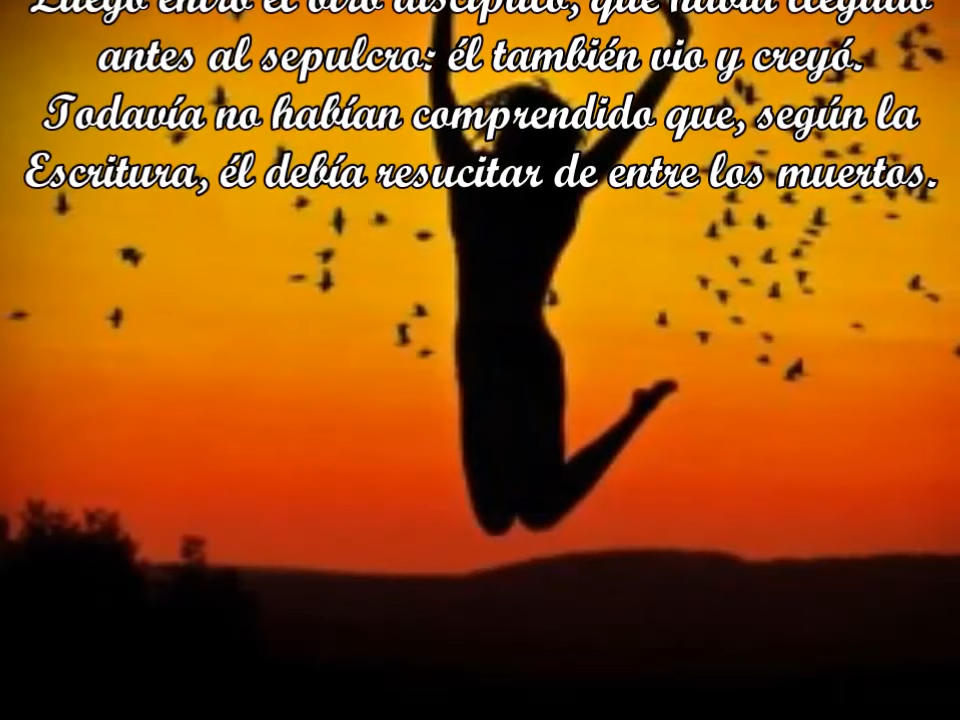 Luego entró el otro discípulo, que había llegado
antes al sepulcro: él también vio y creyó.
Todavía no habían comprendido que, según la
Escritura, él debía resucitar de entre los muertos.